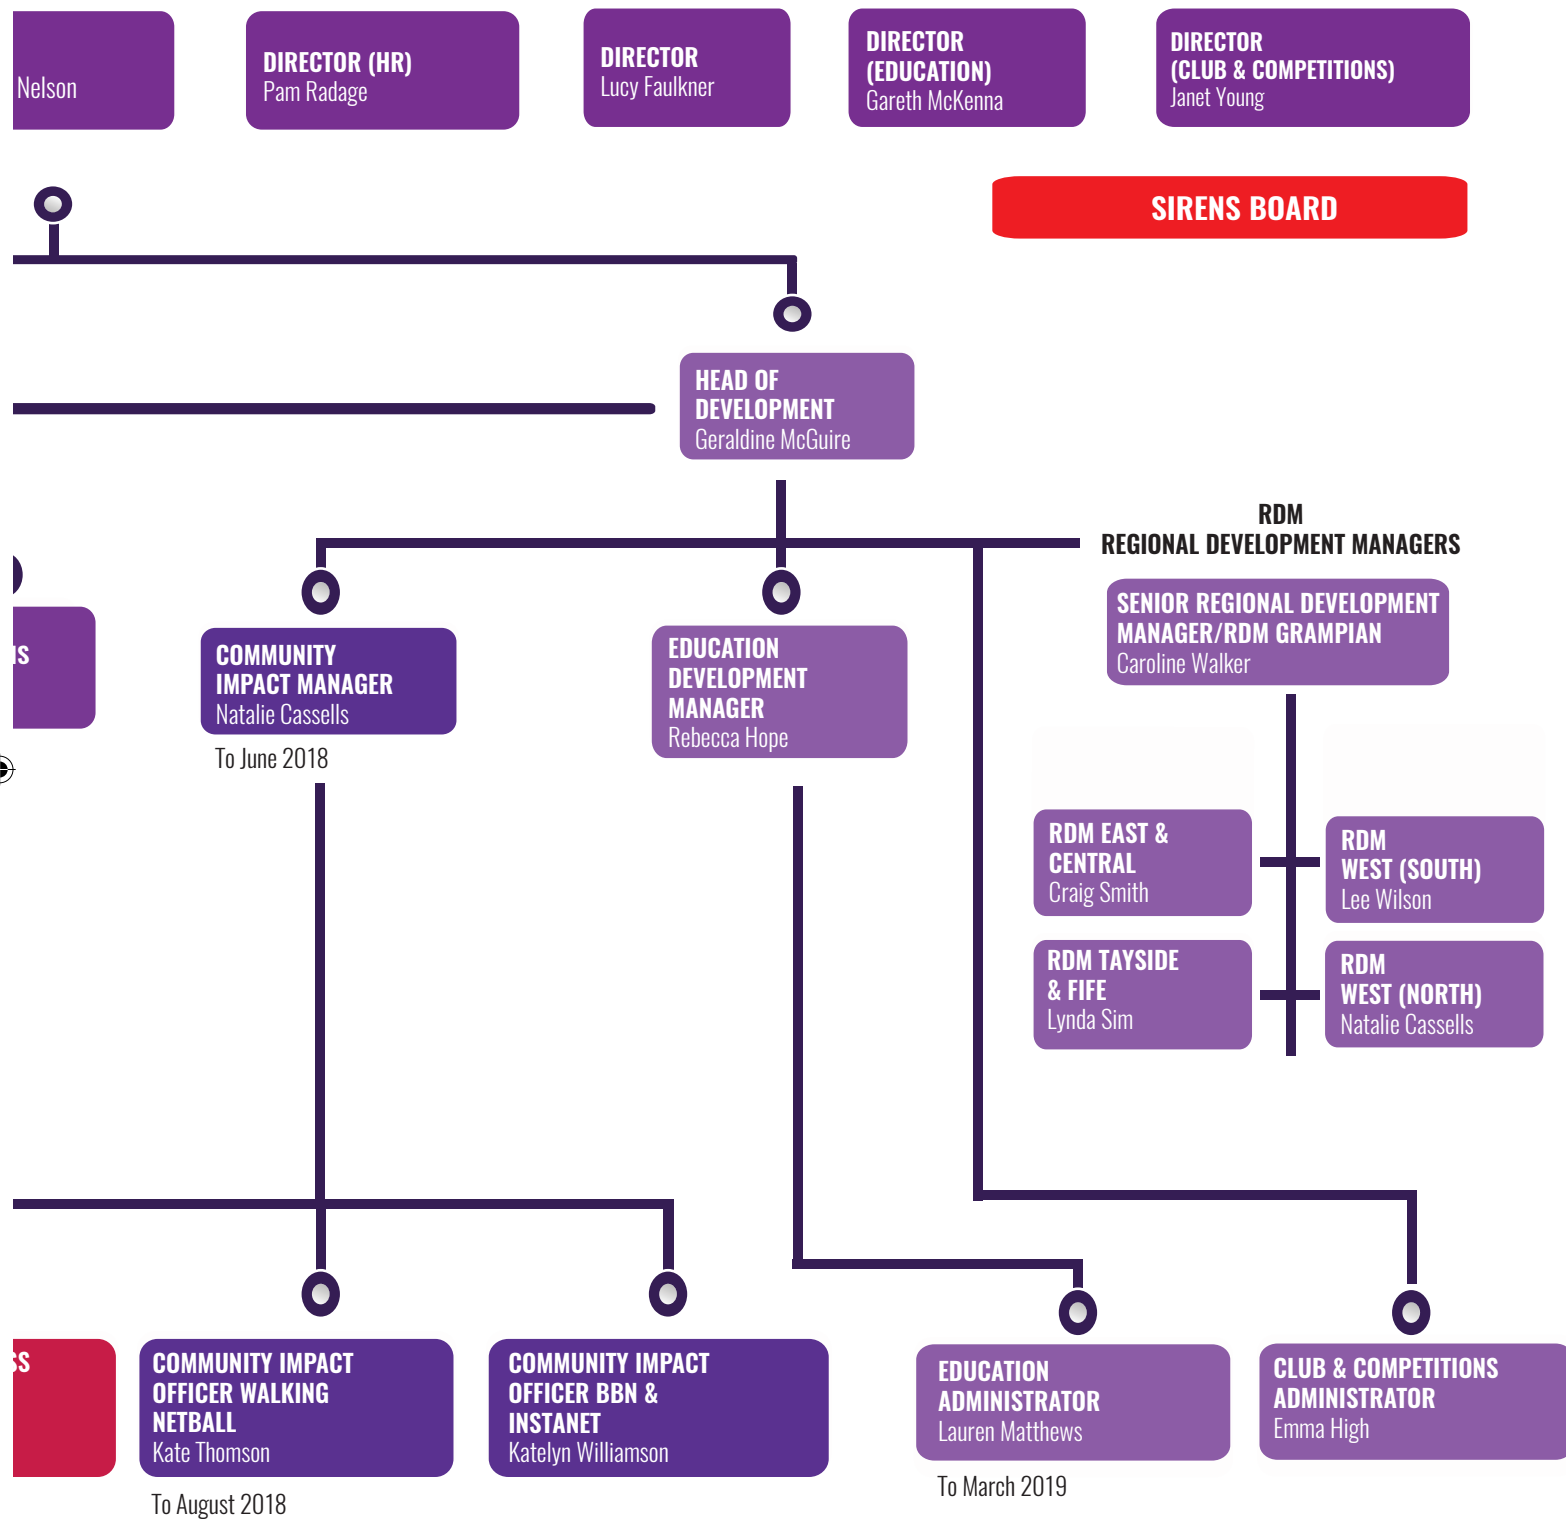 Nelson
DIRECTOR (HR)
Pam Radage
DIRECTOR
Lucy Faulkner
DIRECTOR
(EDUCATION)
Gareth McKenna
DIRECTOR
(CLUB & COMPETITIONS)
Janet Young
SIRENS BOARD
HEAD OF
DEVELOPMENT
Geraldine McGuire
RDM
REGIONAL DEVELOPMENT MANAGERS
SENIOR REGIONAL DEVELOPMENT
MANAGER/RDM GRAMPIAN
Caroline Walker
COMMUNITY
IMPACT MANAGER
Natalie Cassells
To June 2018
EDUCATION
DEVELOPMENT
MANAGER
Rebecca Hope
RDM EAST &
CENTRAL
Craig Smith
RDM
WEST (SOUTH)
Lee Wilson
RDM TAYSIDE
& FIFE
Lynda Sim
RDM
WEST (NORTH)
Natalie Cassells
COMMUNITY IMPACT
OFFICER WALKING
NETBALL
Kate Thomson
To August 2018
COMMUNITY IMPACT
OFFICER BBN &
INSTANET
Katelyn Williamson
EDUCATION
ADMINISTRATOR
Lauren Matthews
To March 2019
CLUB & COMPETITIONS
ADMINISTRATOR
Emma High